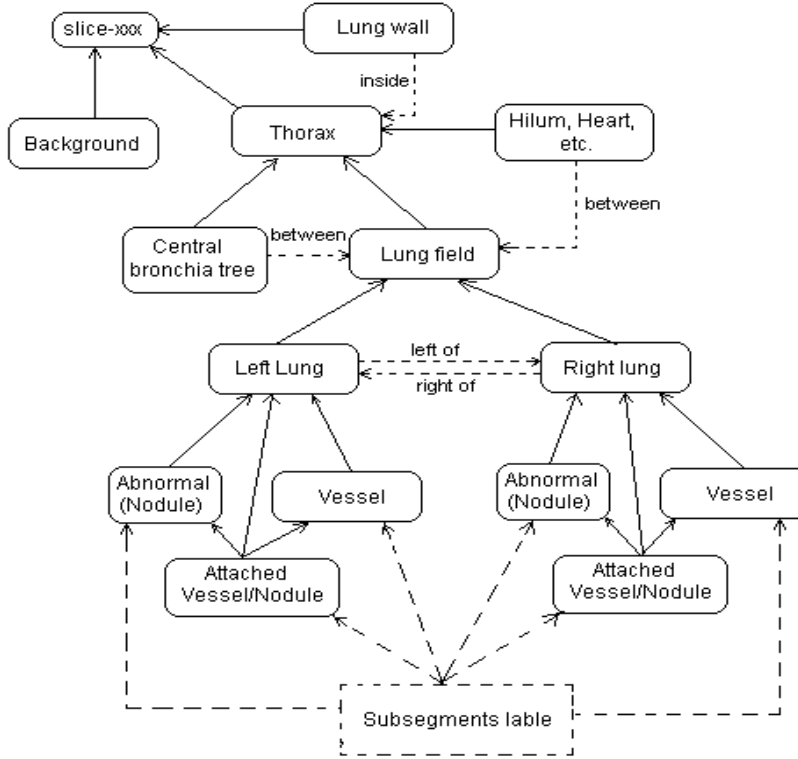 slice-xxx
Lung wall
inside
Background
Thorax
Hilum, Heart,
etc.
between
Central
bronchia tree
between
Lung field
Left Lung
left of
right of
Right lung
Abnormal
(Nodule)
Vessel
Attached
Vessel/Nodule
Abnormal
(Nodule)
Vessel
Attached
Vessel/Nodule
Subsegments lable